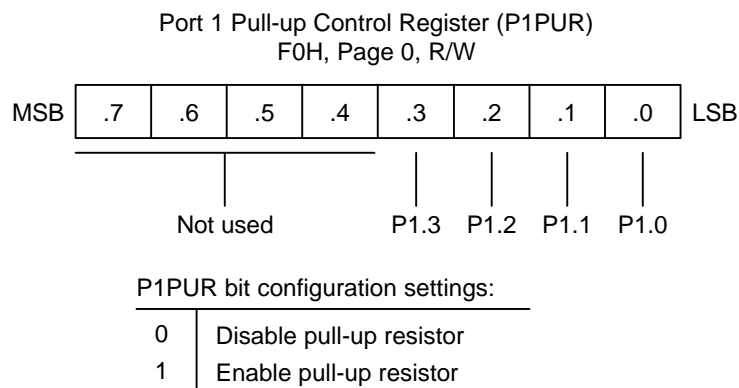 Port 1 Pull-up Control Register (P1PUR)
F0H, Page 0, R/W
MSB .7 .6 .5 .4 .3 .2 .1 .0 LSB
Not used P1.3 P1.2 P1.1 P1.0
P1PUR bit configuration settings:
0 Disable pull-up resistor
1 Enable pull-up resistor